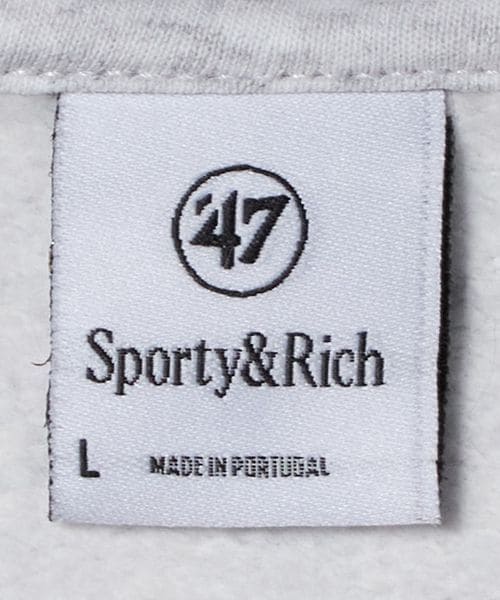 '47
Sporty&Rich
L MADE IN PORTUGAL